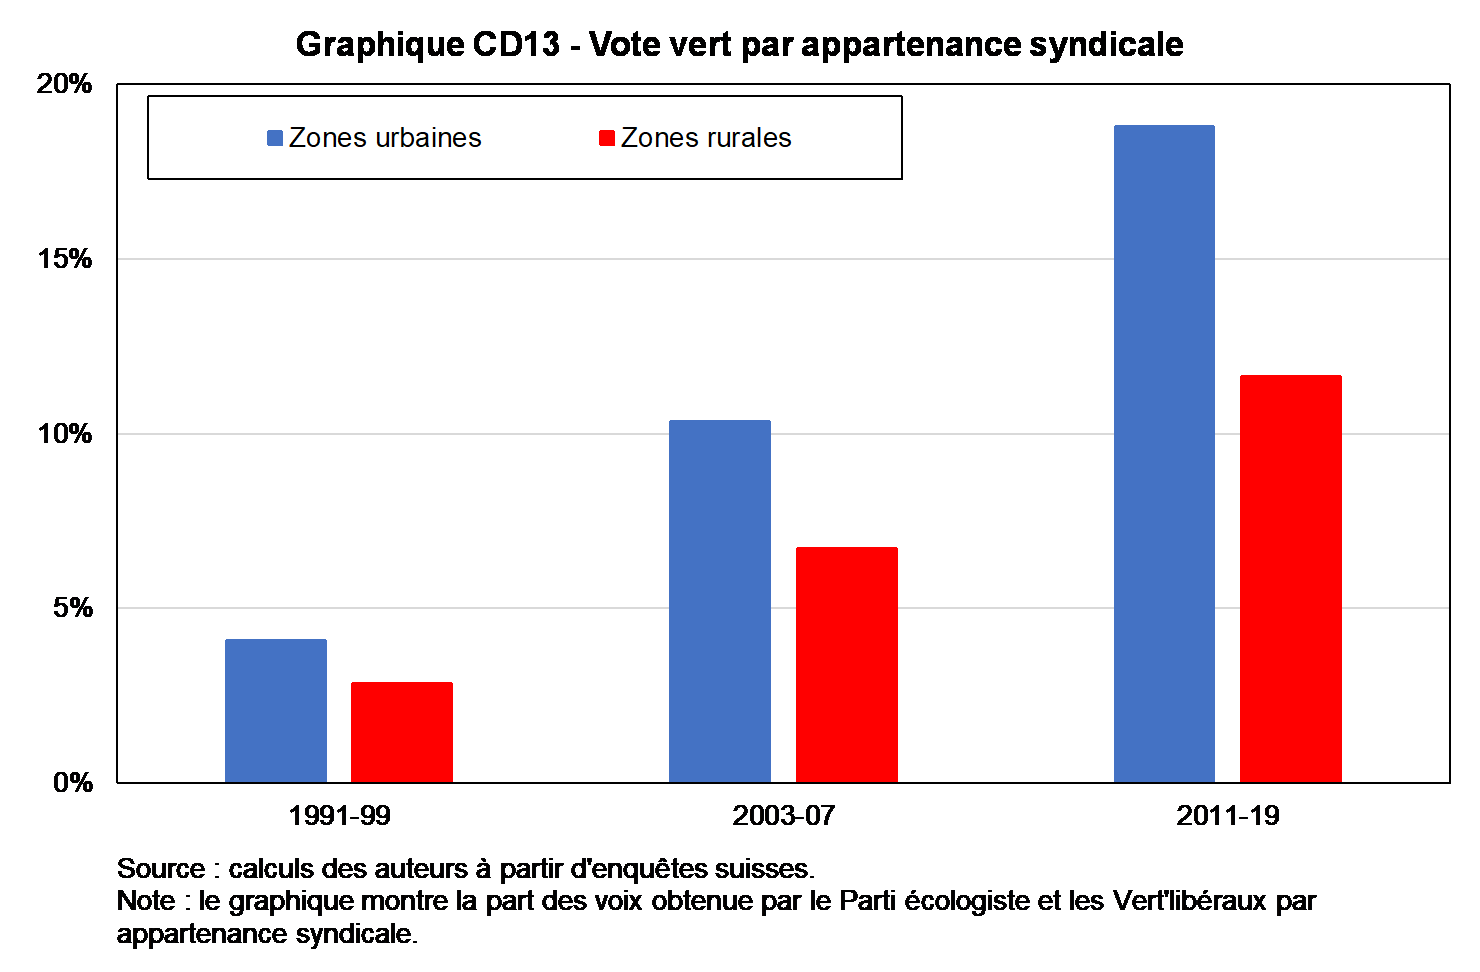 Graphique CD13 - Vote vert par appartenance syndicale
20%
Zones urbaines
Zones rurales
15%
10%
5%
0%
1991-99
2003-07
2011-19
Source : calculs des auteurs à partir d'enquêtes suisses.
Note : le graphique montre la part des voix obtenue par le Parti écologiste et les Vert'libéraux par
appartenance syndicale.